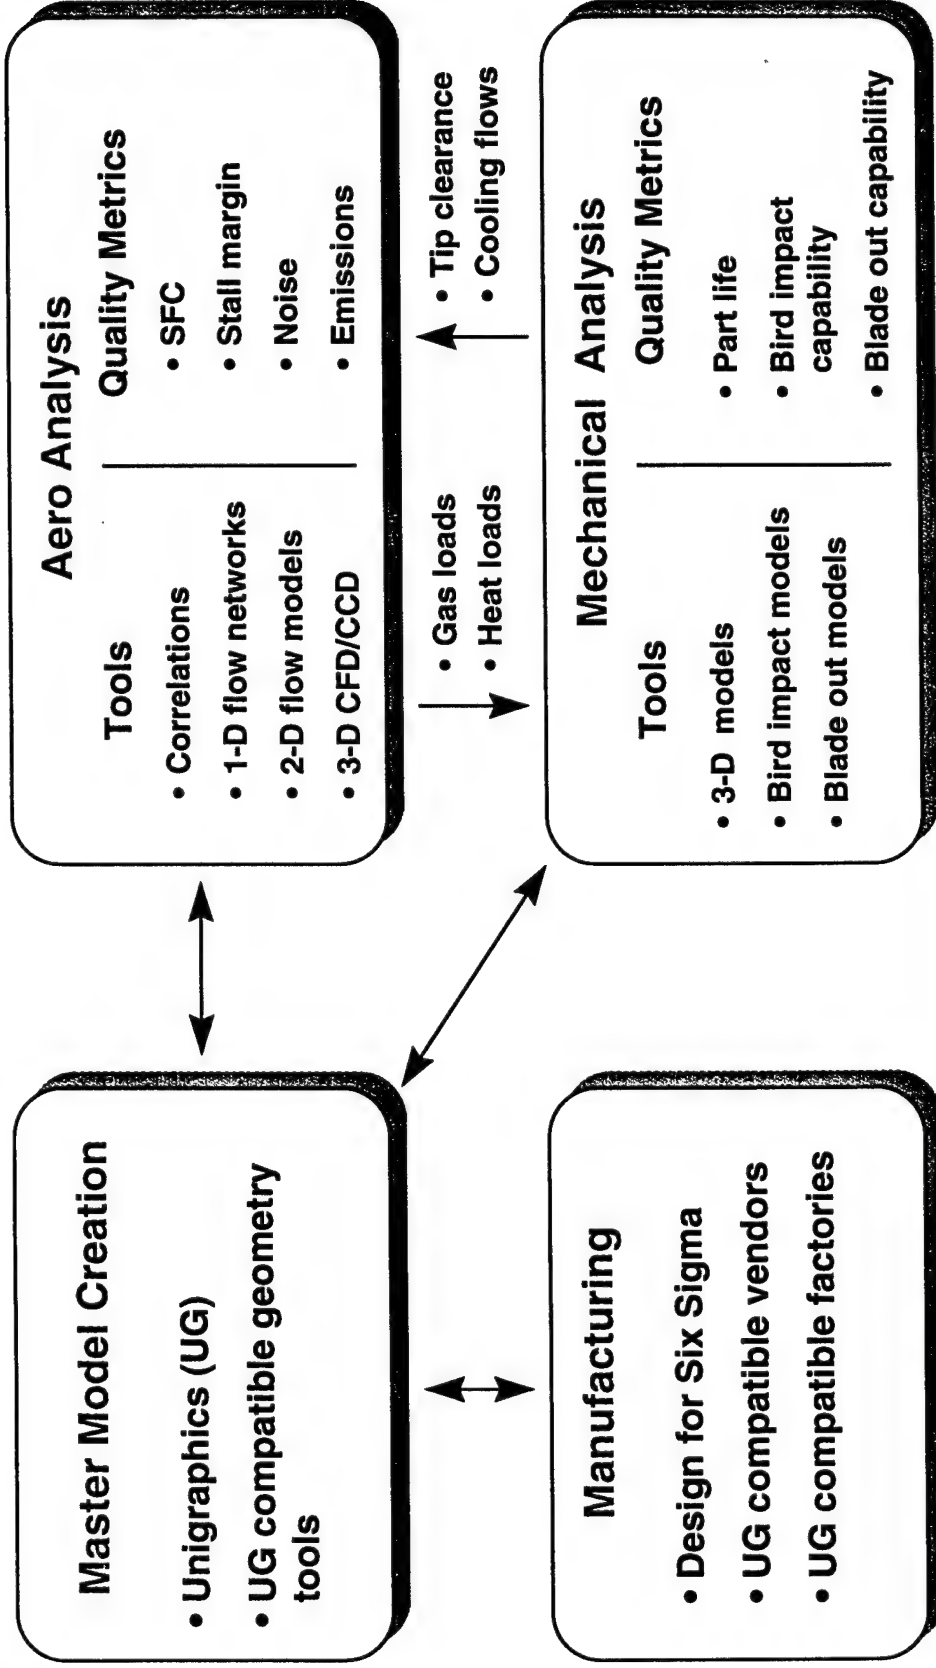 Master Model Creation
• Unigraphics (UG)
• UG compatible geometry
tools
Aero Analysis
Tools
• Correlations
• 1-D flow networks
• 2-D flow models
• 3-D CFD/CCD
Quality Metrics
• SFC
• Stall margin
• Noise
• Emissions
• Gas loads
• Heat loads
• Tip clearance
• Cooling flows
Manufacturing
• Design for Six Sigma
• UG compatible vendors
• UG compatible factories
Mechanical Analysis
Tools
• 3-D models
• Bird impact models
• Blade out models
Quality Metrics
• Part life
• Bird impact
capability
• Blade out capability